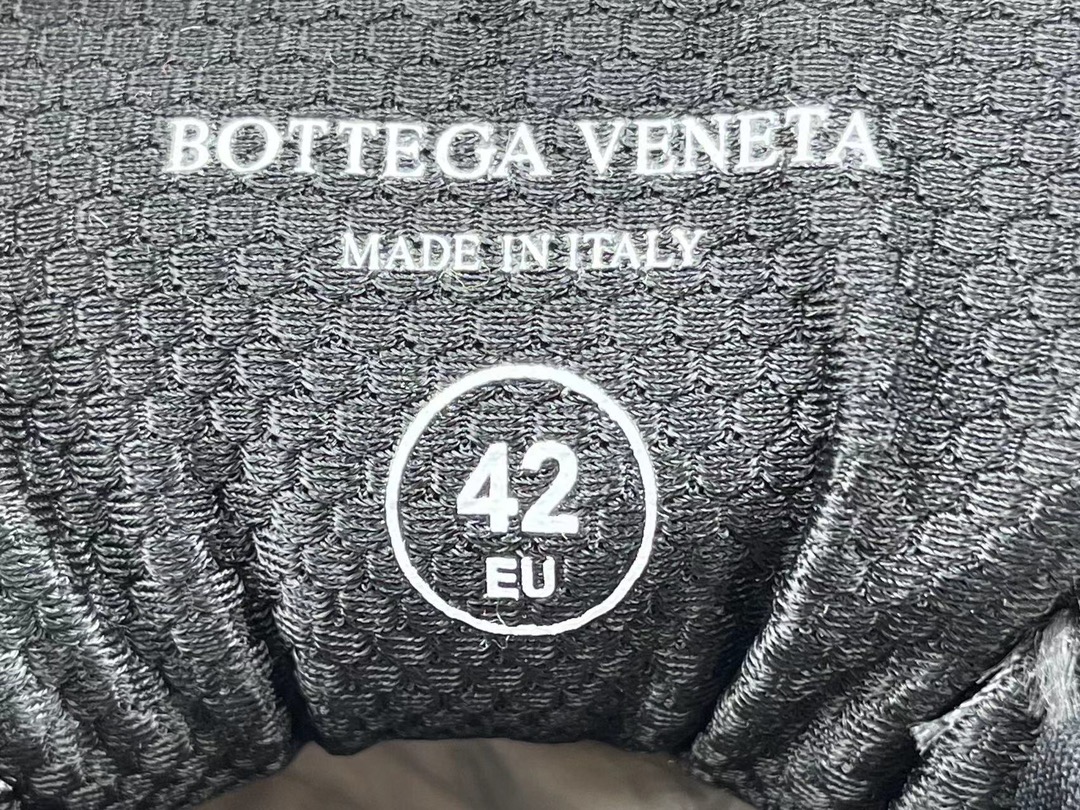 BOTTEGA VENETA
MADE IN ITALY
42
EU